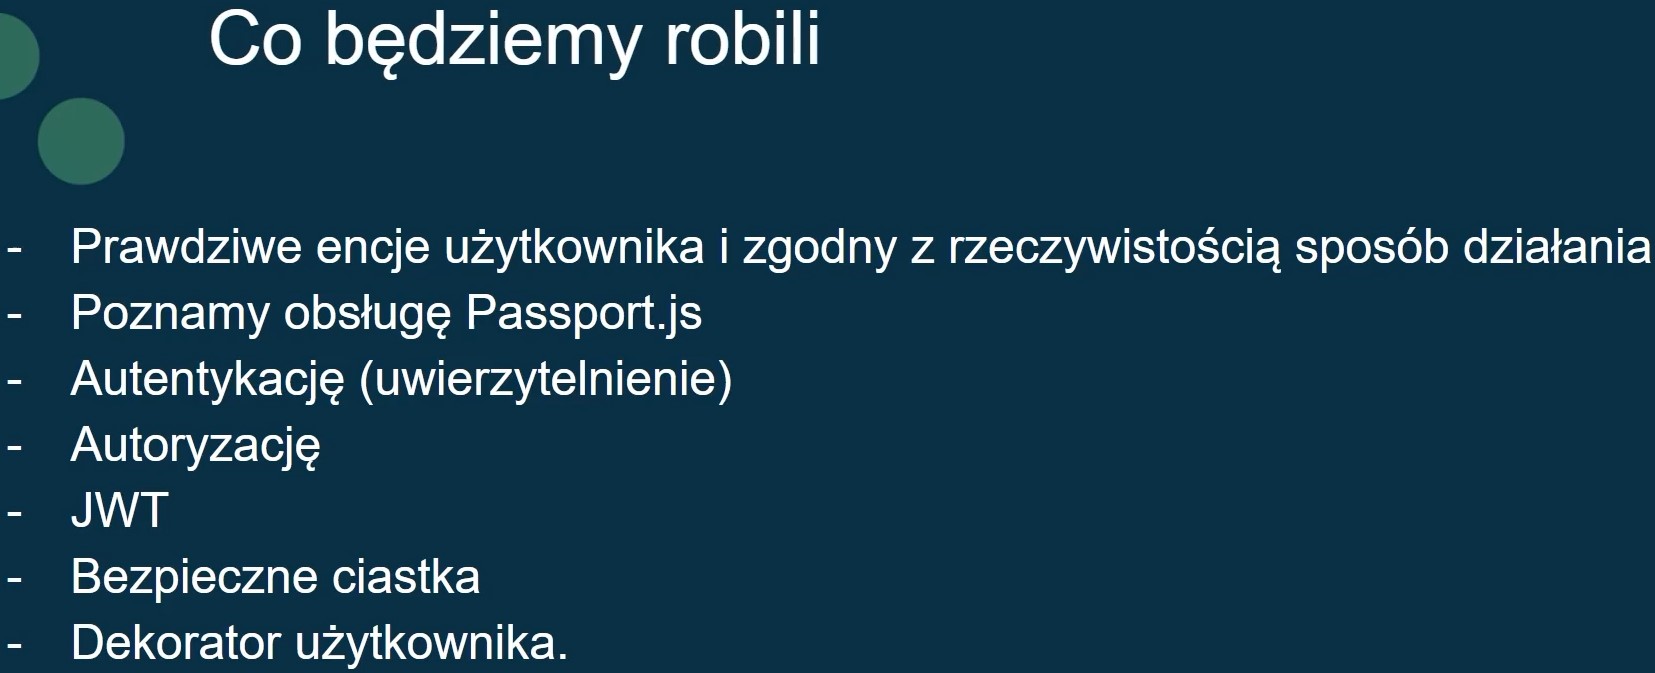 Co będziemy robili
- Prawdziwe encje użytkownika i zgodny z rzeczywistością sposób działania
- Poznamy obsługę Passport.js
- Autentykację (uwierzytelnienie)
- Autoryzację
- JWT
- Bezpieczne ciastka
- Dekorator użytkownika.